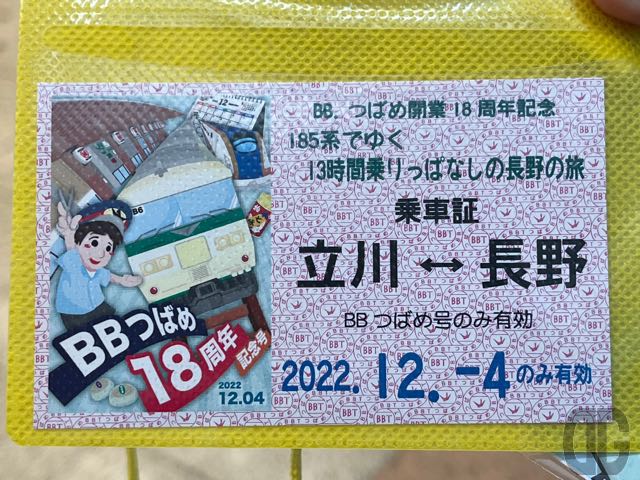 BB. つばめ開業18周年記念
185系でゆく
13時間乗りっぱなしの長野の旅
乗車証
立川 ↔ 長野
BBつばめ号のみ有効
2022.12.-4のみ有効
B6
BBつばめ
18周年
記念号
2022
12.04
BBT